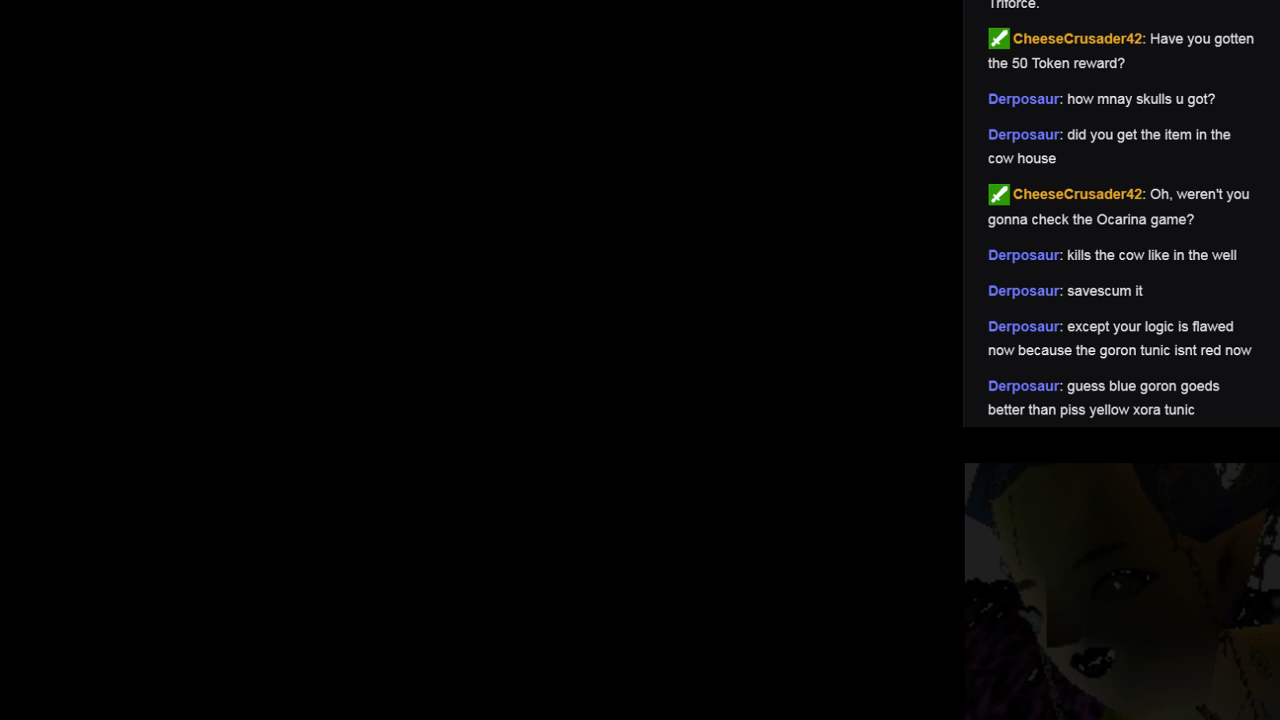 Triforce.
CheeseCrusader42: Have you gotten
the 50 Token reward?
Derposaur: how mnay skulls u got?
Derposaur: did you get the item in the
cow house
CheeseCrusader42: Oh, weren't you
gonna check the Ocarina game?
Derposaur: kills the cow like in the well
Derposaur: savescum it
Derposaur: except your logic is flawed
now because the goron tunic isnt red now
Derposaur: guess blue goron goeds
better than piss yellow xora tunic